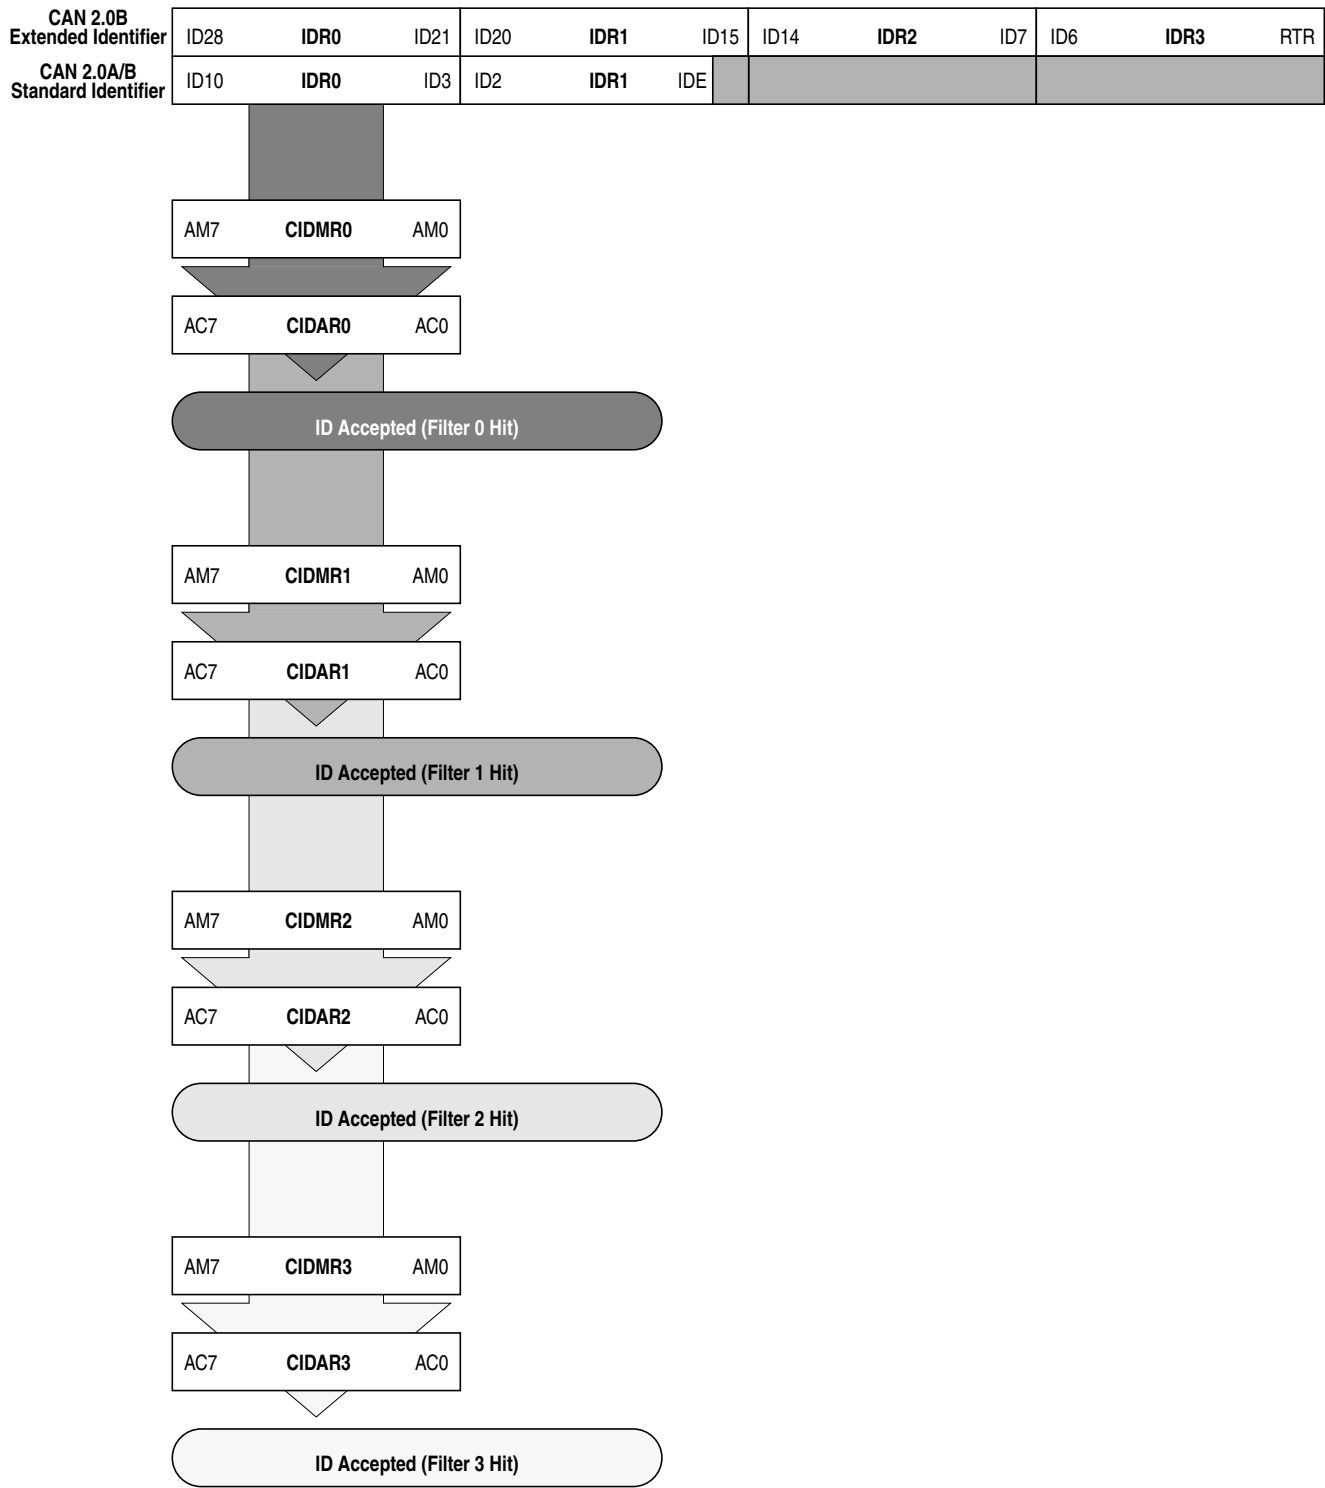 CAN 2.0B
Extended Identifier ID28 IDR0 ID21 ID20 IDR1 ID15 ID14 IDR2 ID7 ID6 IDR3 RTR
CAN 2.0A/B
Standard Identifier ID10 IDR0 ID3 ID2 IDR1 IDE
AM7 CIDMR0 AM0
AC7 CIDAR0 AC0
ID Accepted (Filter 0 Hit)
AM7 CIDMR1 AM0
AC7 CIDAR1 AC0
ID Accepted (Filter 1 Hit)
AM7 CIDMR2 AM0
AC7 CIDAR2 AC0
ID Accepted (Filter 2 Hit)
AM7 CIDMR3 AM0
AC7 CIDAR3 AC0
ID Accepted (Filter 3 Hit)